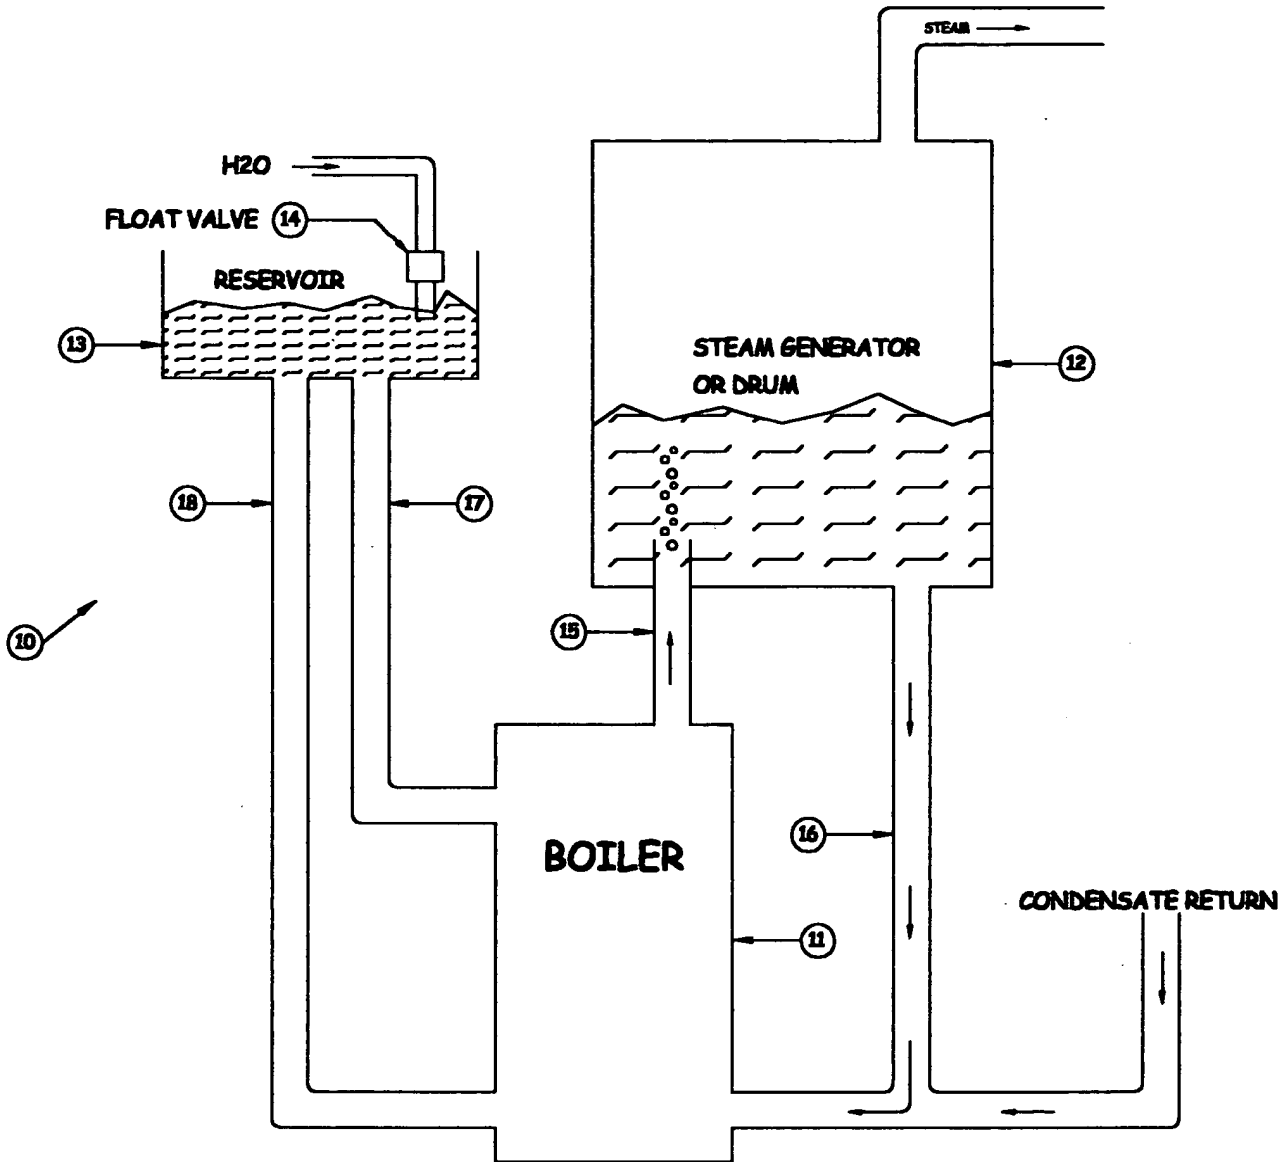 STEAM
H2O
FLOAT VALVE 14
RESERVOIR
13
STEAM GENERATOR
OR DRUM
12
18
17
10
15
16
BOILER
CONDENSATE RETURN
11